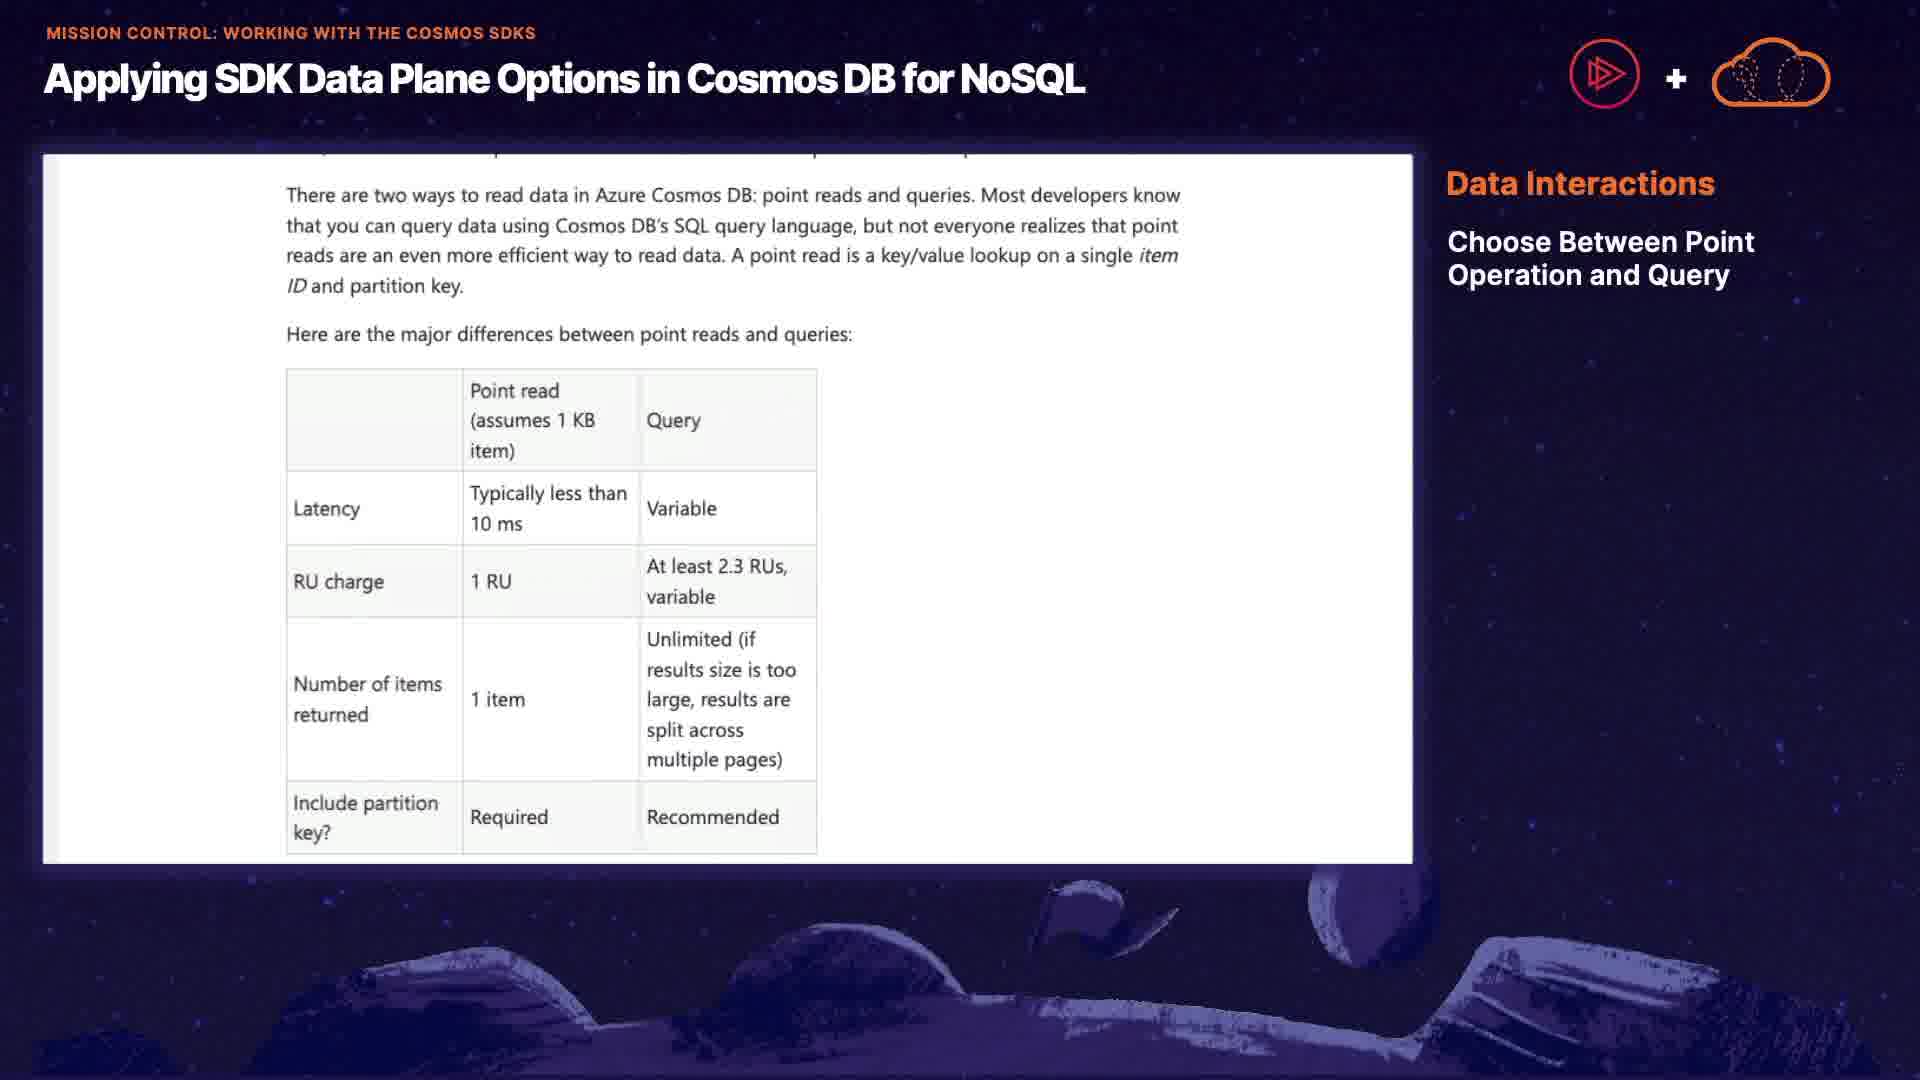 MISSION CONTROL: WORKING WITH THE COSMOS SDKS
Applying SDK Data Plane Options in Cosmos DB for NoSQL
+
There are two ways to read data in Azure Cosmos DB: point reads and queries. Most developers know
that you can query data using Cosmos DB's SQL query language, but not everyone realizes that point
reads are an even more efficient way to read data. A point read is a key/value lookup on a single item
ID and partition key.
Here are the major differences between point reads and queries:
Point read
(assumes 1 KB
item)
Query
Latency
Typically less than
10 ms
Variable
RU charge
1 RU
At least 2.3 RUs,
variable
Number of items
returned
1 item
Unlimited (if
results size is too
large, results are
split across
multiple pages)
Include partition
key?
Required
Recommended
Data Interactions
Choose Between Point
Operation and Query